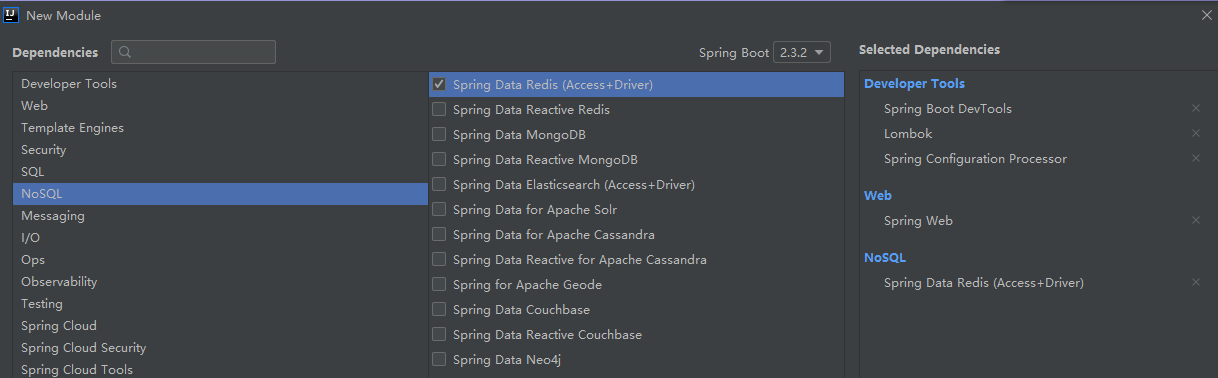 IJ
New Module
Dependencies
Spring Boot 2.3.2
Developer Tools
Web
Template Engines
Security
SQL
NoSQL
Messaging
I/O
Ops
Observability
Testing
Spring Cloud
Spring Cloud Security
Spring Cloud Tools
Spring Data Redis (Access+Driver)
Spring Data Reactive Redis
Spring Data MongoDB
Spring Data Reactive MongoDB
Spring Data Elasticsearch (Access+Driver)
Spring Data for Apache Solr
Spring Data for Apache Cassandra
Spring Data Reactive for Apache Cassandra
Spring for Apache Geode
Spring Data Couchbase
Spring Data Reactive Couchbase
Spring Data Neo4j
Selected Dependencies
Developer Tools
Spring Boot DevTools
Lombok
Spring Configuration Processor
Web
Spring Web
NoSQL
Spring Data Redis (Access+Driver)